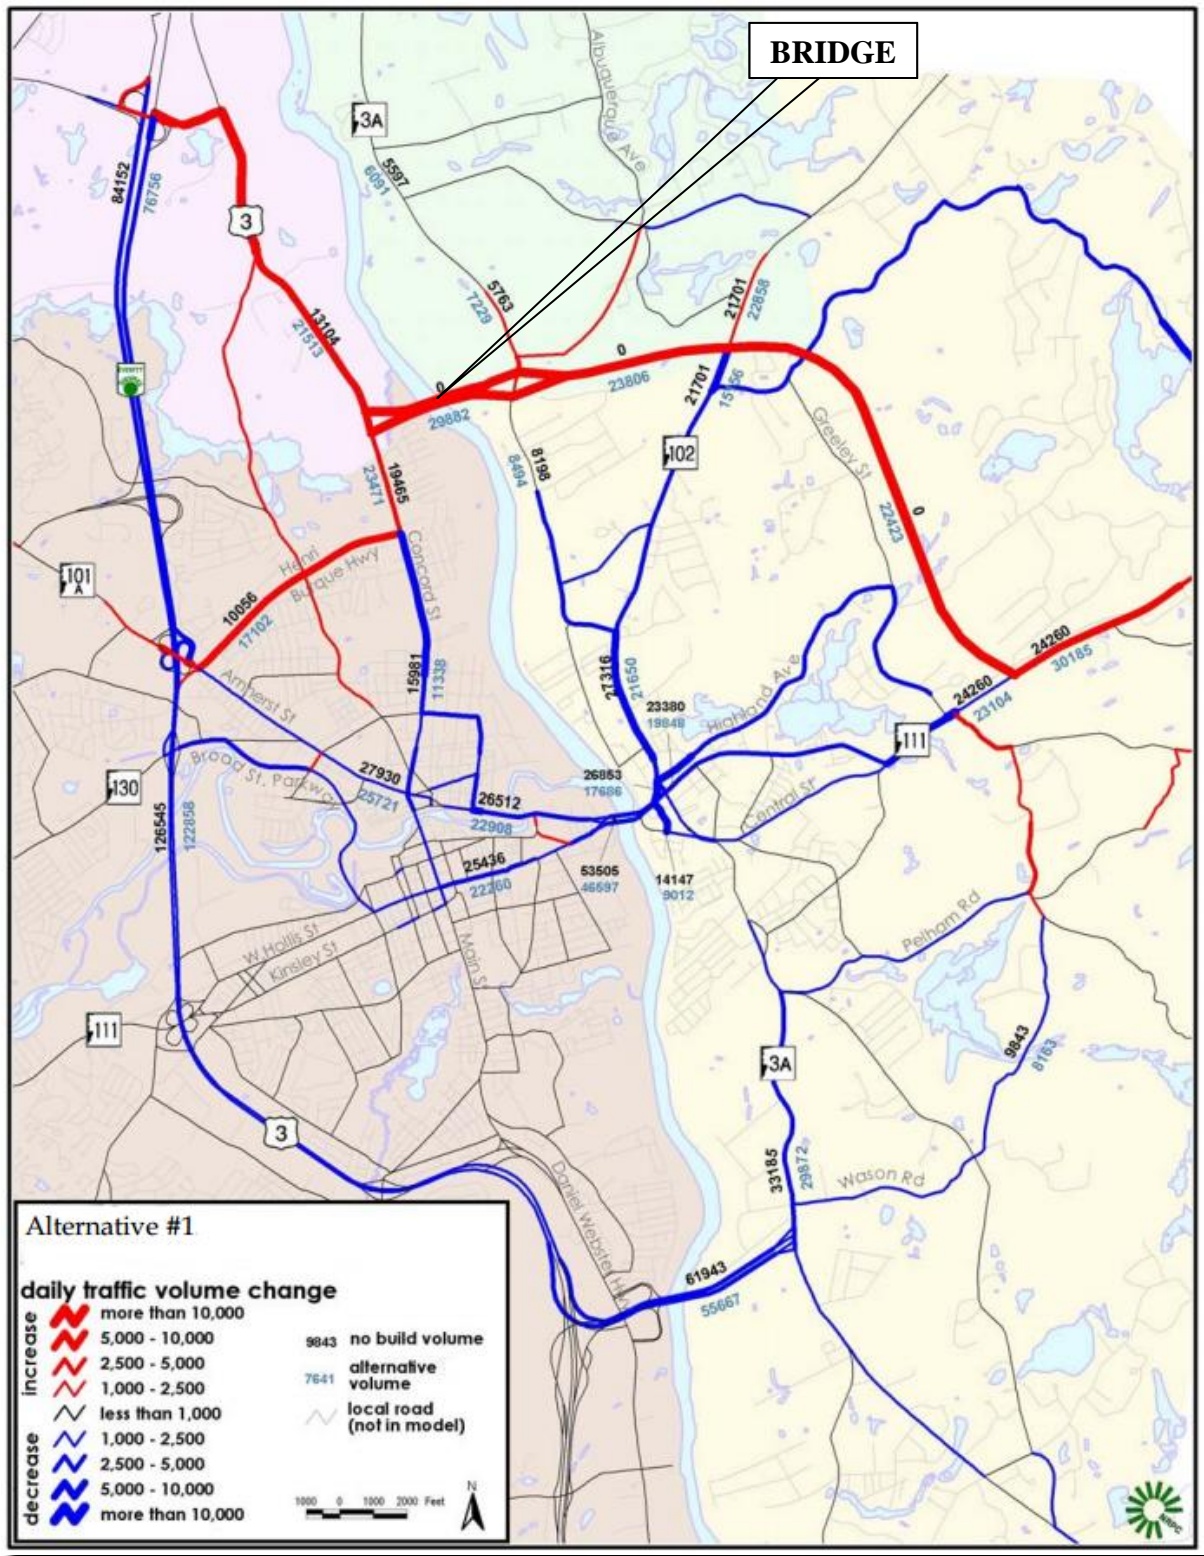 BRIDGE
Albuquerque Ave
3A
5597
6091
84152
76756
3
5763
7229
21701
22858
13104
21513
0
23806
0
29882
21701
Greeley St
102
8198
8494
19465
23471
0
22423
Henri
Burque Hwy
Concord St
101
A
10056
17102
24260
30185
15981
11338
27316
21650
Highland Ave
23380
19848
24260
23104
Amherst St
111
Broad St. Parkway
130
27930
25721
26853
17686
Central St
26512
22908
126545
122858
25436
22260
53505
46597
14147
9012
Pelham Rd
W Hollis St
Kinsley St
Main St
111
9843
8163
3A
3
33185
29872
Wason Rd
Daniel Webster Hwy
61943
55667
Alternative #1
daily traffic volume change
increase
more than 10,000
5,000 - 10,000
2,500 - 5,000
1,000 - 2,500
less than 1,000
decrease
1,000 - 2,500
2,500 - 5,000
5,000 - 10,000
more than 10,000
9843 no build volume
7641 alternative
volume
local road
(not in model)
1000 0 1000 2000 Feet
N
NRPC